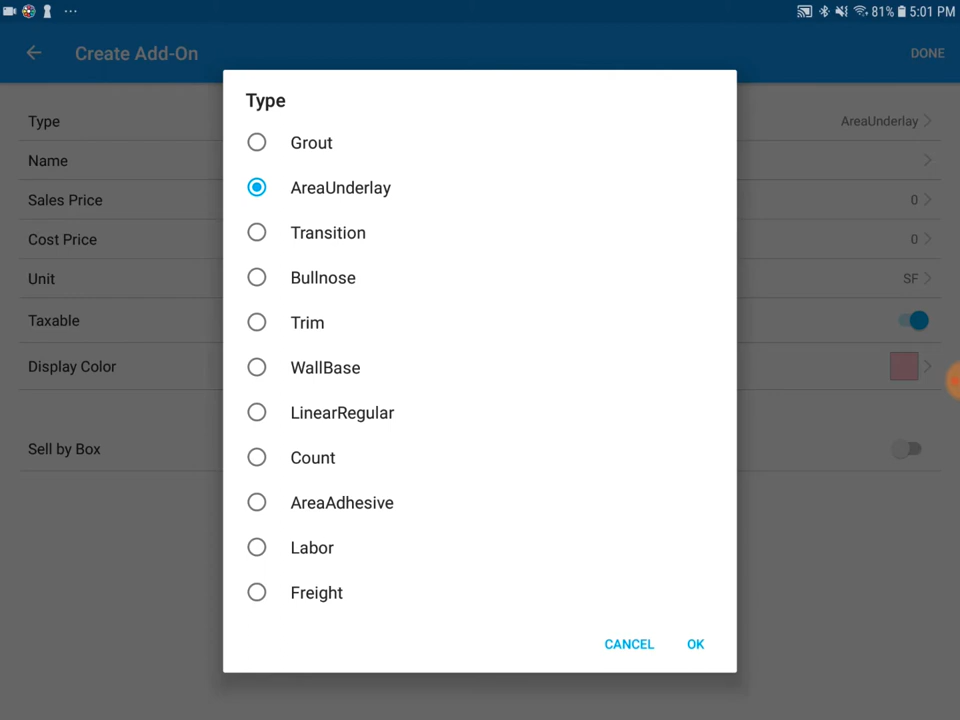 81% 5:01 PM
Create Add-On DONE
Type
Type AreaUnderlay
Grout
Name
AreaUnderlay
Sales Price 0
Transition
Cost Price 0
Unit SF
Bullnose
Taxable
Trim
Display Color
WallBase
LinearRegular
Sell by Box
Count
AreaAdhesive
Labor
Freight
CANCEL OK